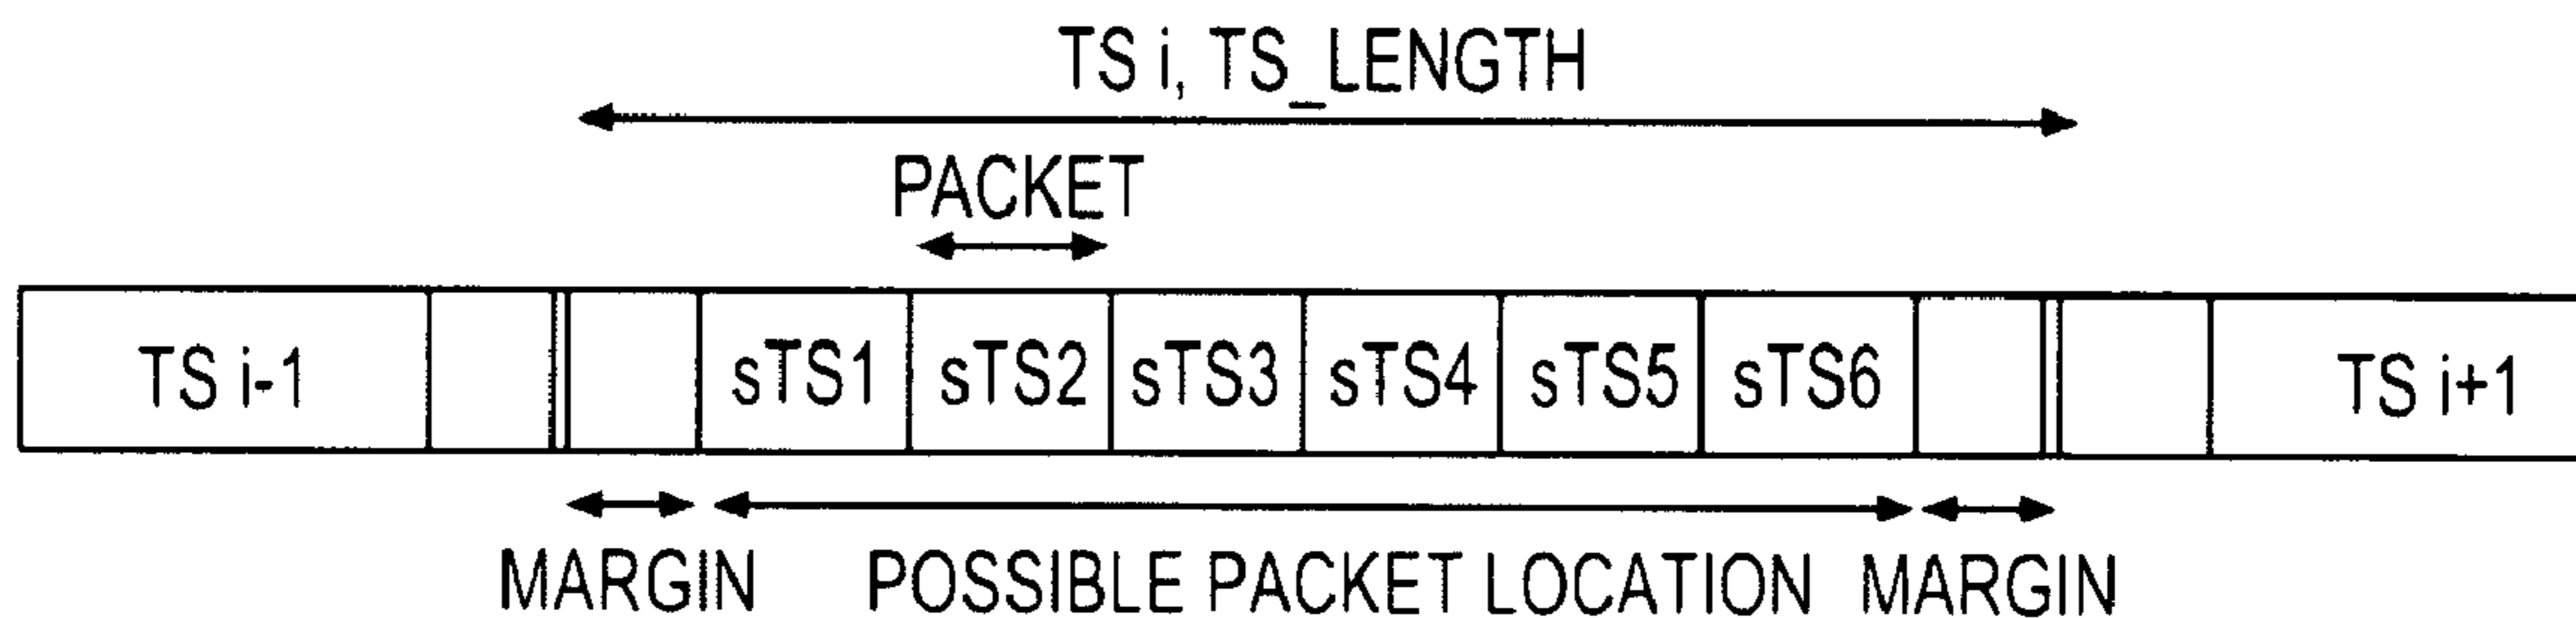 TS i, TS_LENGTH
PACKET
TS i-1 sTS1 sTS2 sTS3 sTS4 sTS5 sTS6 TS i+1
MARGIN POSSIBLE PACKET LOCATION MARGIN